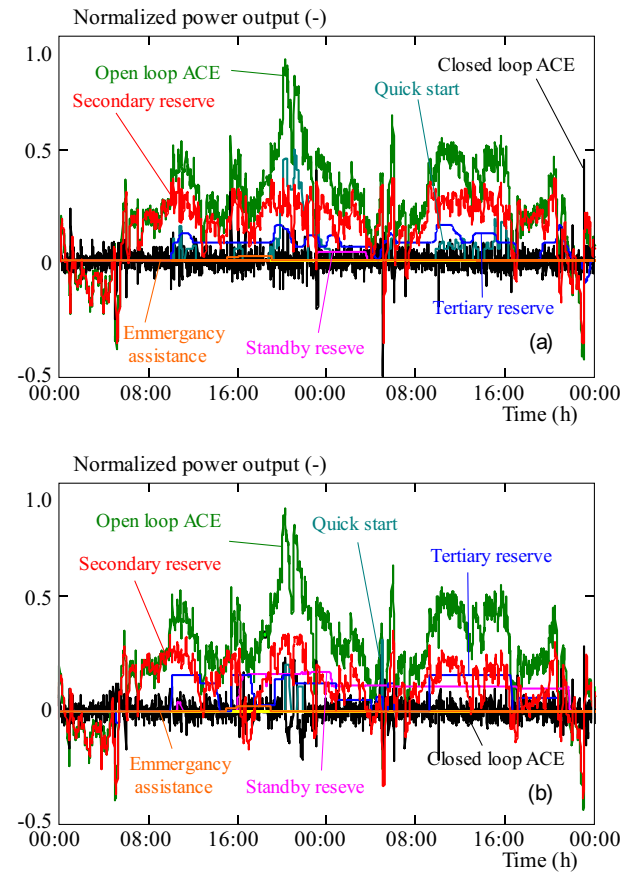 Normalized power output (-)
1.0
Open loop ACE
Closed loop ACE
Secondary reserve
Quick start
0.5
0
Emmergancy
assistance
Standby reseve
Tertiary reserve
(a)
-0.5
00:00 08:00 16:00 00:00 08:00 16:00 00:00
Time (h)
Normalized power output (-)
1.0
Open loop ACE
Quick start
Secondary reserve
Tertiary reserve
0.5
0
Emmergancy
assistance
Standby reseve
Closed loop ACE
(b)
-0.5
00:00 08:00 16:00 00:00 08:00 16:00 00:00
Time (h)